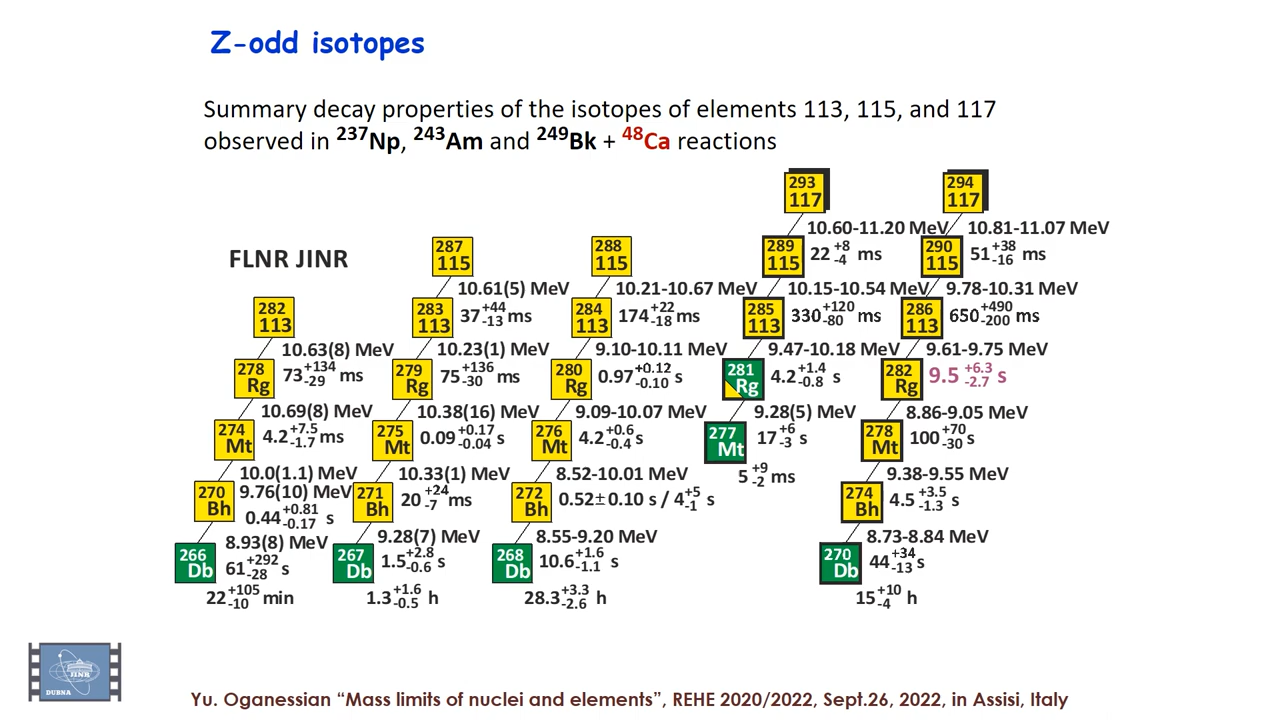 Z-odd isotopes
Summary decay properties of the isotopes of elements 113, 115, and 117
observed in 237Np, 243Am and 249Bk + 48Ca reactions
293 117
294 117
10.60-11.20 MeV
10.81-11.07 MeV
FLNR JINR
287 115
288 115
289 115
22 +8 -4 ms
290 115
51 +38 -16 ms
10.61(5) MeV
10.21-10.67 MeV
10.15-10.54 MeV
9.78-10.31 MeV
282 113
283 113
37 +44 -13 ms
284 113
174 +22 -18 ms
285 113
330 +120 -80 ms
286 113
650 +490 -200 ms
10.63(8) MeV
10.23(1) MeV
9.10-10.11 MeV
9.47-10.18 MeV
9.61-9.75 MeV
278 Rg
73 +134 -29 ms
279 Rg
75 +136 -30 ms
280 Rg
0.97 +0.12 -0.10 s
281 Rg
4.2 +1.4 -0.8 s
282 Rg
9.5 +6.3 -2.7 s
10.69(8) MeV
10.38(16) MeV
9.09-10.07 MeV
9.28(5) MeV
8.86-9.05 MeV
274 Mt
4.2 +7.5 -1.7 ms
275 Mt
0.09 +0.17 -0.04 s
276 Mt
4.2 +0.6 -0.4 s
277 Mt
17 +6 -3 s
278 Mt
100 +70 -30 s
10.0(1.1) MeV
10.33(1) MeV
8.52-10.01 MeV
5 +9 -2 ms
9.38-9.55 MeV
270 Bh
9.76(10) MeV
0.44 +0.81 -0.17 s
271 Bh
20 +24 -7 ms
272 Bh
0.52±0.10 s / 4 +5 -1 s
274 Bh
4.5 +3.5 -1.3 s
8.93(8) MeV
9.28(7) MeV
8.55-9.20 MeV
8.73-8.84 MeV
266 Db
61 +292 -28 s
267 Db
1.5 +2.8 -0.6 s
268 Db
10.6 +1.6 -1.1 s
270 Db
44 +34 -13 s
22 +105 -10 min
1.3 +1.6 -0.5 h
28.3 +3.3 -2.6 h
15 +10 -4 h
JINR
DUBNA
Yu. Oganessian “Mass limits of nuclei and elements”, REHE 2020/2022, Sept.26, 2022, in Assisi, Italy